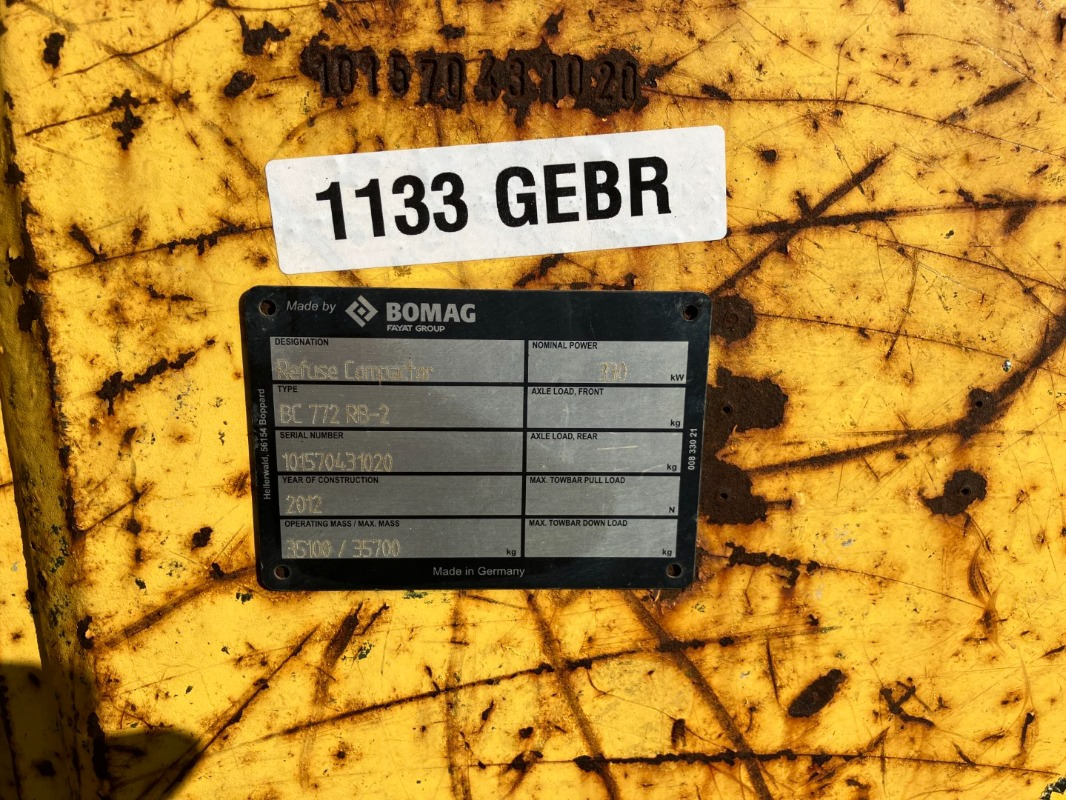 101570431020
1133 GEBR
Made by BOMAG
FAYAT GROUP
DESIGNATION
Refuse Compactor
NOMINAL POWER
330 kW
TYPE
BC 772 RB-2
AXLE LOAD, FRONT
kg
SERIAL NUMBER
101570431020
AXLE LOAD, REAR
kg
YEAR OF CONSTRUCTION
2012
MAX. TOWBAR PULL LOAD
N
OPERATING MASS / MAX. MASS
35100 / 35700 kg
MAX. TOWBAR DOWN LOAD
kg
Made in Germany
Hellerwald, 56154 Boppard
008 330 21